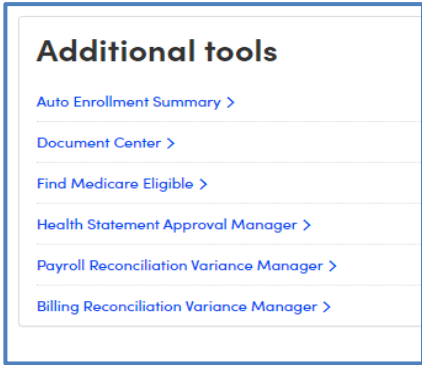 Additional tools
Auto Enrollment Summary >
Document Center >
Find Medicare Eligible >
Health Statement Approval Manager >
Payroll Reconciliation Variance Manager >
Billing Reconciliation Variance Manager >